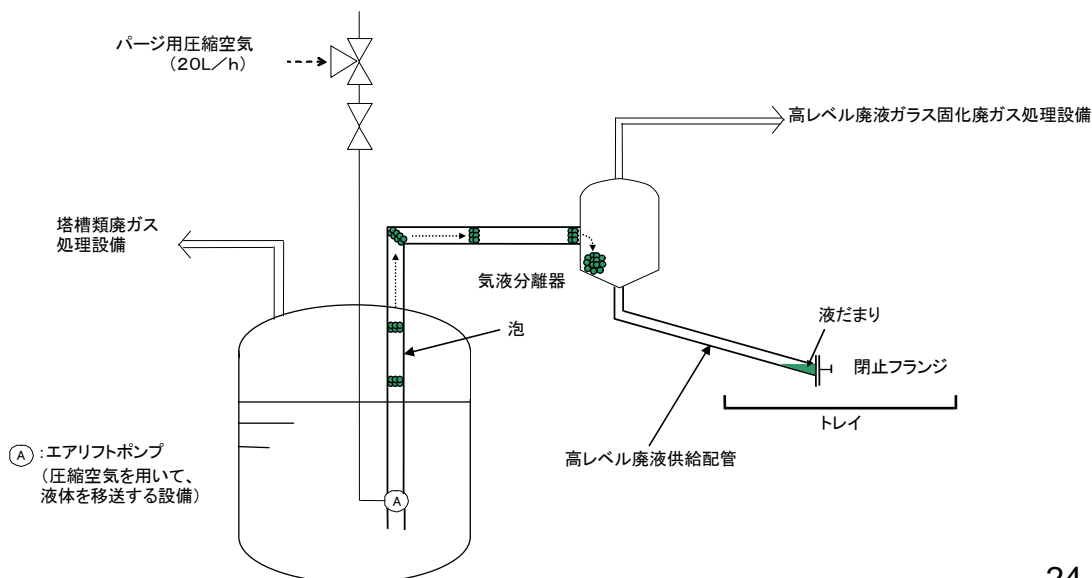 パージ用圧縮空気
（２０Ｌ／ｈ）
高レベル廃液ガラス固化廃ガス処理設備
塔槽類廃ガス
処理設備
気液分離器
泡
液だまり
閉止フランジ
トレイ
高レベル廃液供給配管
A :エアリフトポンプ
（圧縮空気を用いて、
液体を移送する設備）
A
24